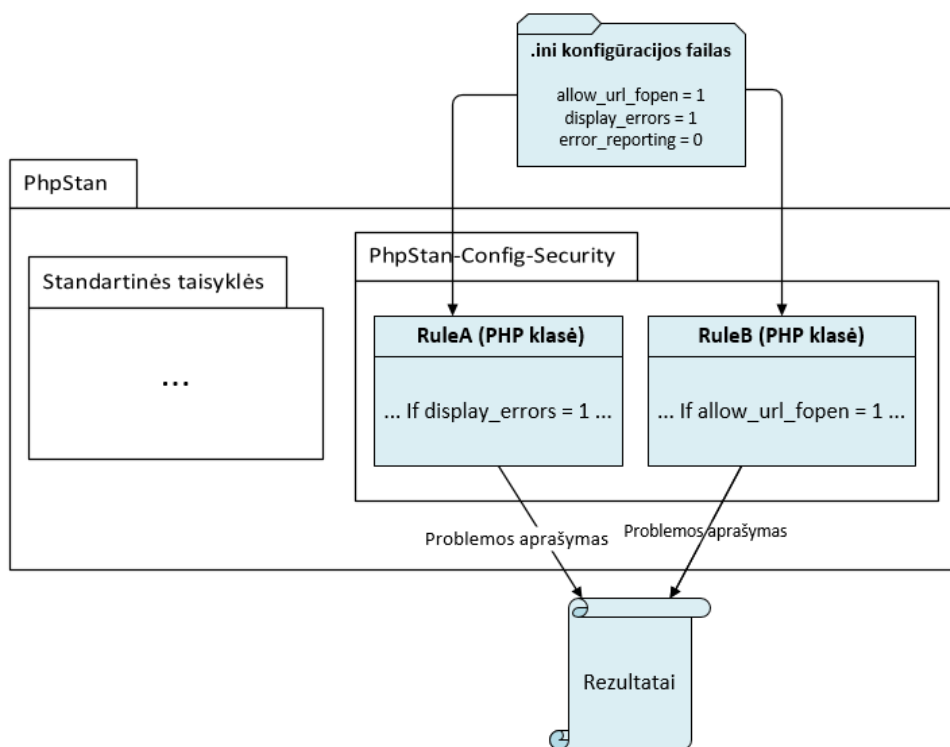 .ini konfigūracijos failas
allow_url_fopen = 1
display_errors = 1
error_reporting = 0
PhpStan
PhpStan-Config-Security
Standartinės taisyklės
...
RuleA (PHP klasė)
... If display_errors = 1 ...
RuleB (PHP klasė)
... If allow_url_fopen = 1 ...
Problemos aprašymas
Problemos aprašymas
Rezultatai